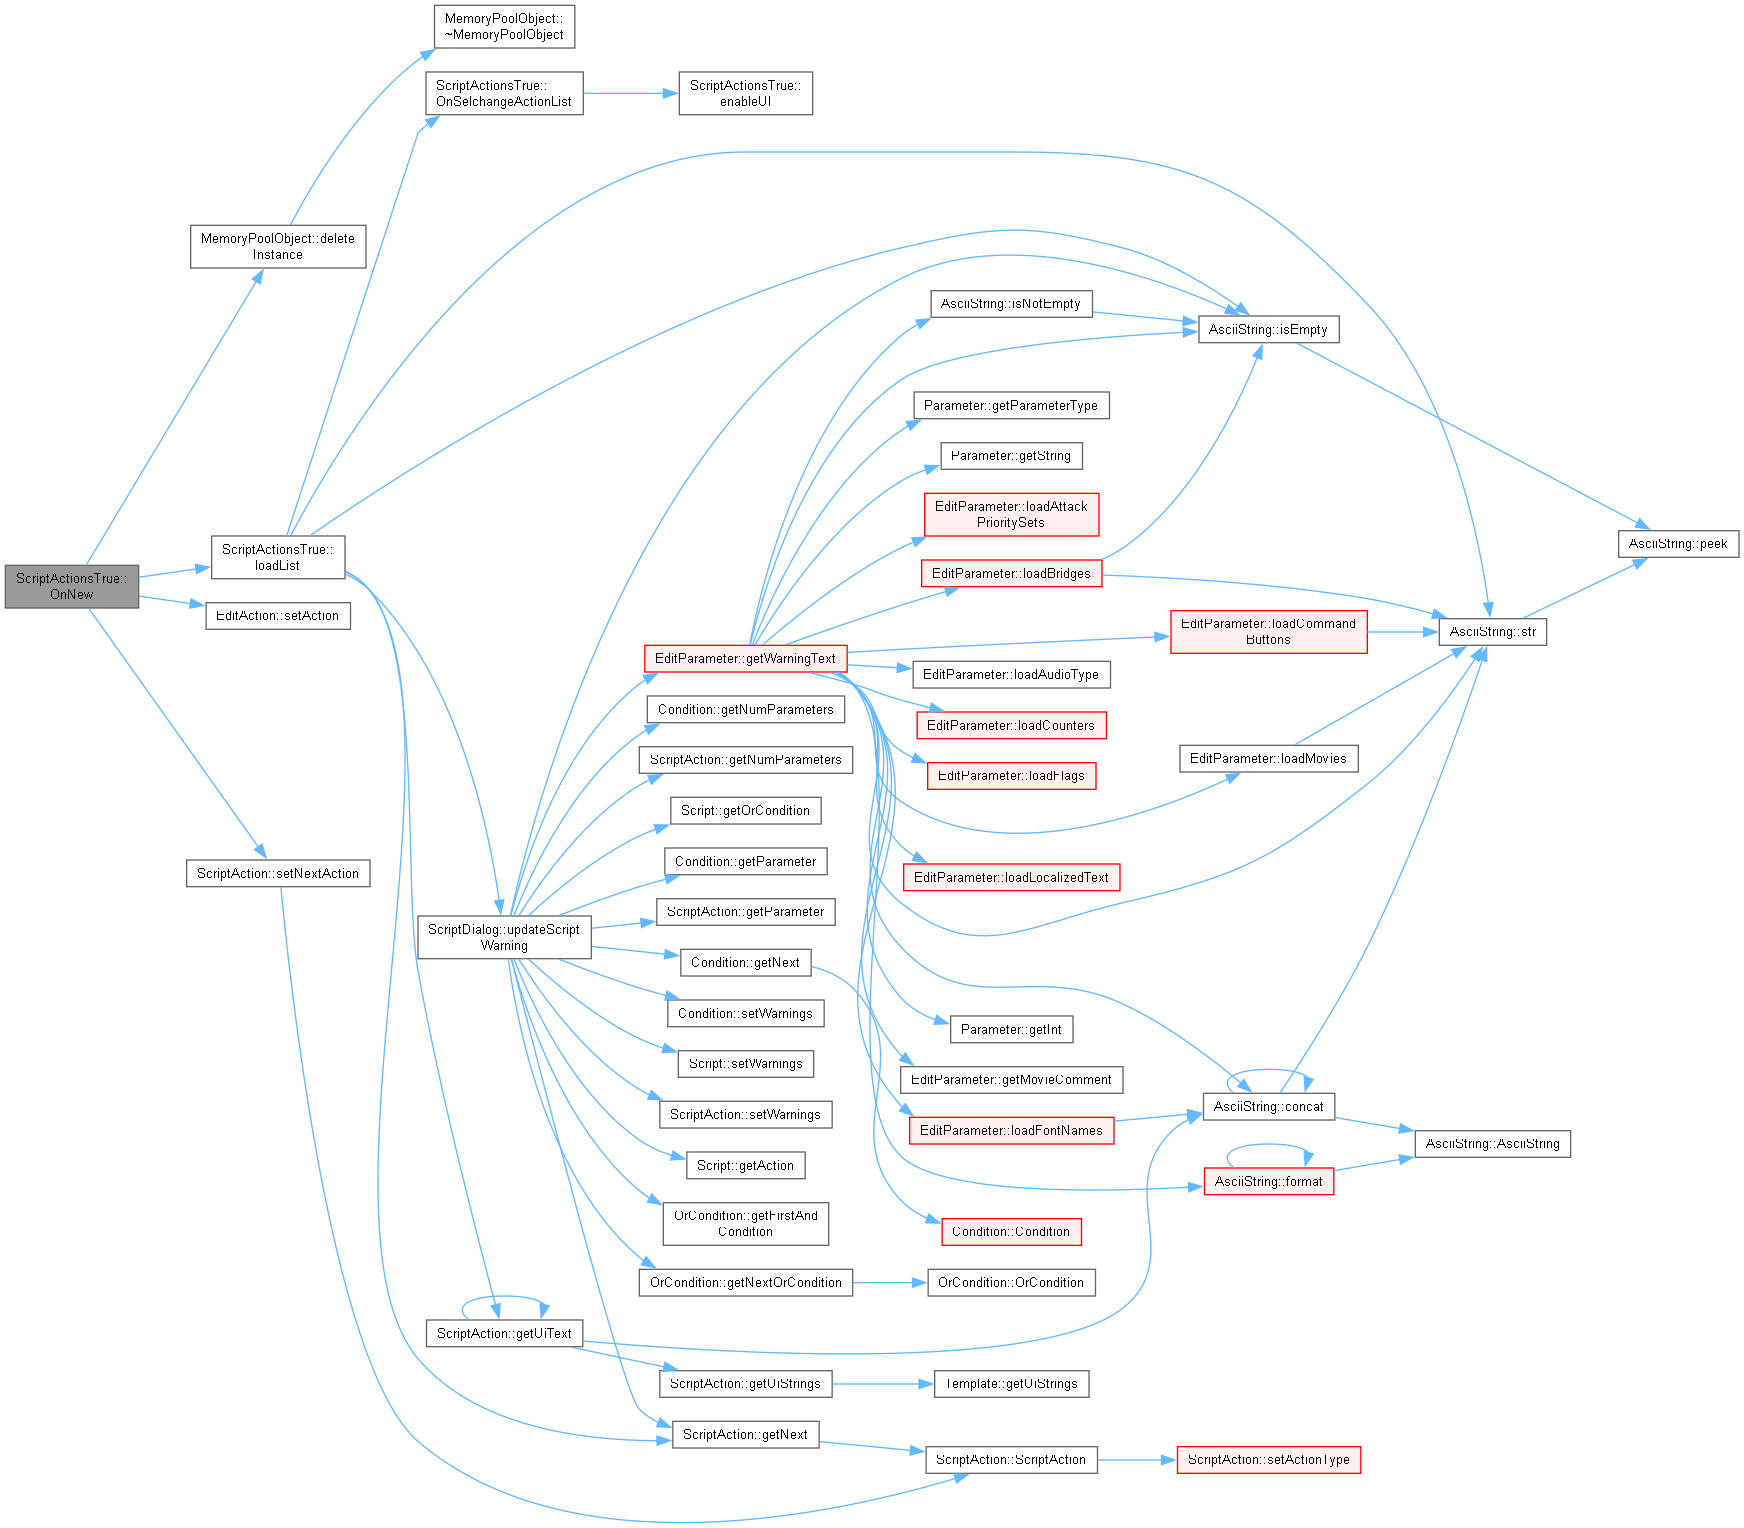 MemoryPoolObject::
~MemoryPoolObject
ScriptActionsTrue::
OnSelchangeActionList
ScriptActionsTrue::
enableUI
MemoryPoolObject::delete
Instance
AsciiString::isNotEmpty
AsciiString::isEmpty
Parameter::getParameterType
Parameter::getString
EditParameter::loadAttack
PrioritySets
ScriptActionsTrue::
loadList
AsciiString::peek
ScriptActionsTrue::
OnNew
EditParameter::loadBridges
EditAction::setAction
EditParameter::loadCommand
Buttons
AsciiString::str
EditParameter::getWarningText
EditParameter::loadAudioType
Condition::getNumParameters
EditParameter::loadCounters
ScriptAction::getNumParameters
EditParameter::loadMovies
EditParameter::loadFlags
Script::getOrCondition
Condition::getParameter
ScriptAction::setNextAction
EditParameter::loadLocalizedText
ScriptAction::getParameter
ScriptDialog::updateScript
Warning
Condition::getNext
Condition::setWarnings
Parameter::getInt
Script::setWarnings
EditParameter::getMovieComment
ScriptAction::setWarnings
AsciiString::concat
EditParameter::loadFontNames
AsciiString::AsciiString
Script::getAction
AsciiString::format
OrCondition::getFirstAnd
Condition
Condition::Condition
OrCondition::getNextOrCondition
OrCondition::OrCondition
ScriptAction::getUiText
ScriptAction::getUiStrings
Template::getUiStrings
ScriptAction::getNext
ScriptAction::ScriptAction
ScriptAction::setActionType